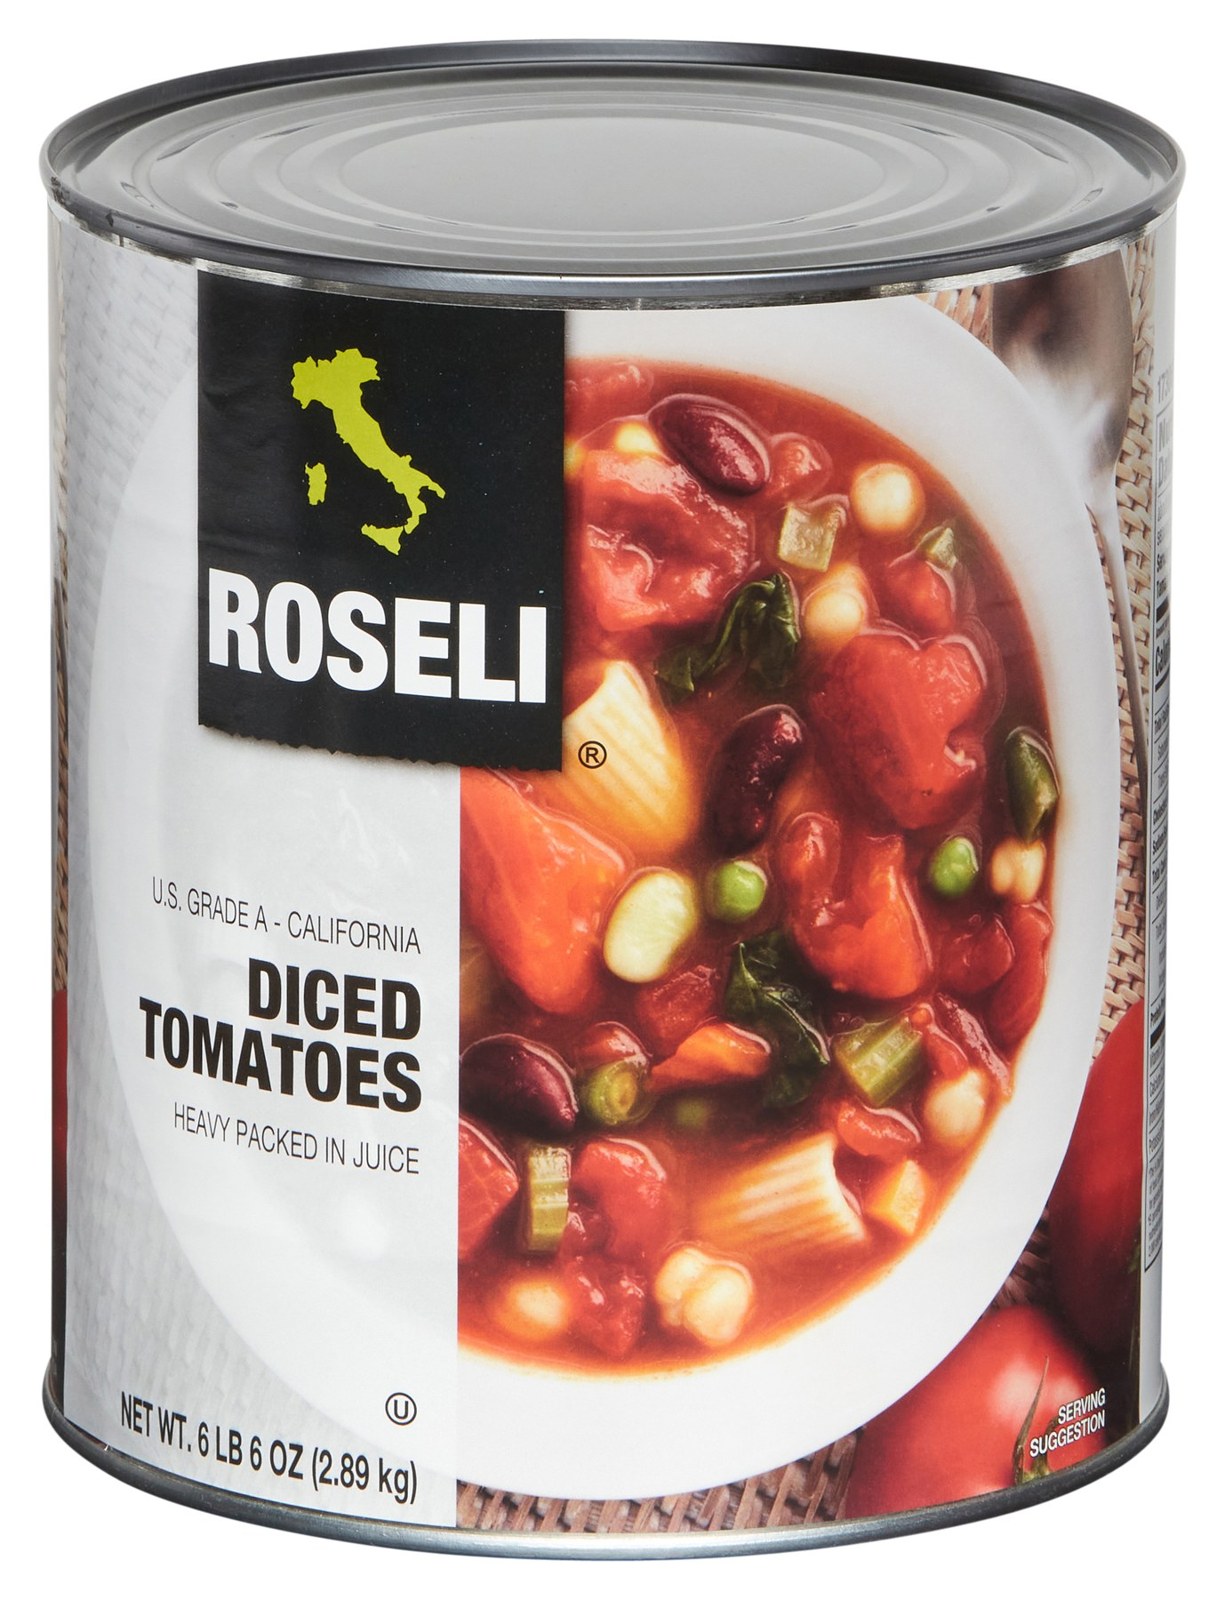 ROSELI
®
U.S. GRADE A - CALIFORNIA
DICED
TOMATOES
HEAVY PACKED IN JUICE
U
NET WT. 6 LB 6 OZ (2.89 kg)
SERVING
SUGGESTION